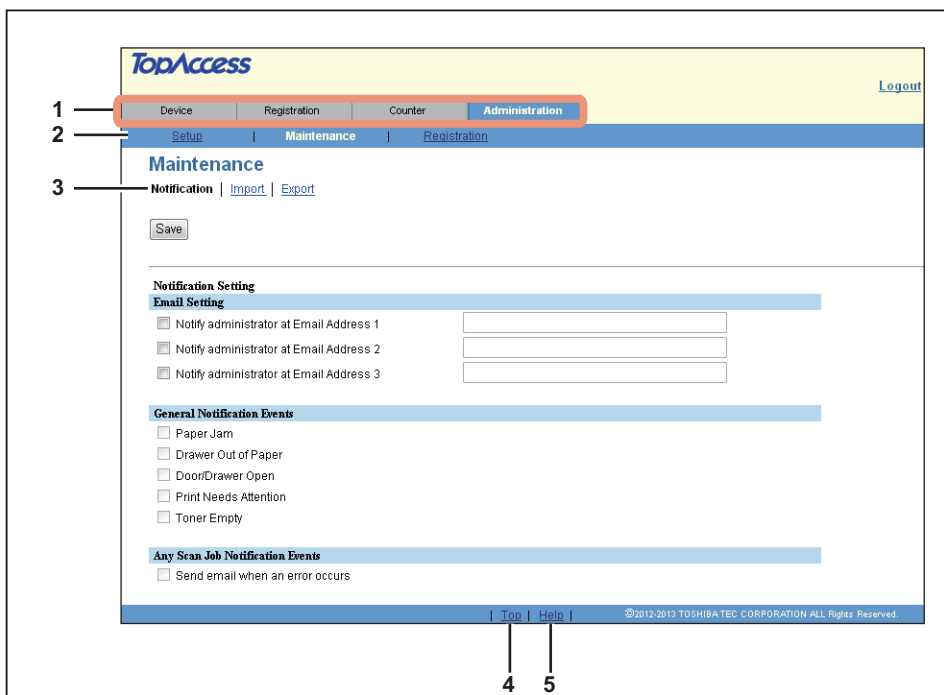 TopAccess
Logout
1
Device Registration Counter Administration
2
Setup | Maintenance | Registration
Maintenance
3
Notification | Import | Export
Save
Notification Setting
Email Setting
Notify administrator at Email Address 1
Notify administrator at Email Address 2
Notify administrator at Email Address 3
General Notification Events
Paper Jam
Drawer Out of Paper
Door/Drawer Open
Print Needs Attention
Toner Empty
Any Scan Job Notification Events
Send email when an error occurs
| Top | Help | ©2012-2013 TOSHIBA TEC CORPORATION ALL Rights Reserved.
4 5